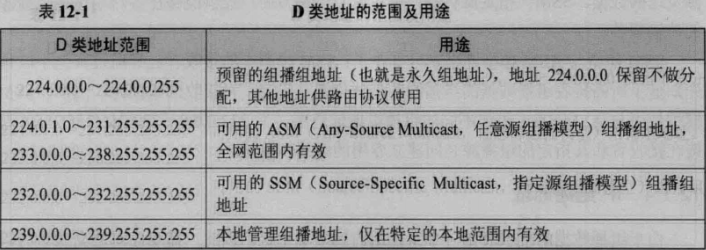 表 12-1
D 类地址的范围及用途
D 类地址范围
用途
224.0.0.0～224.0.0.255
预留的组播组地址（也就是永久组地址），地址 224.0.0.0 保留不做分
配，其他地址供路由协议使用
224.0.1.0～231.255.255.255
233.0.0.0～238.255.255.255
可用的 ASM（Any-Source Multicast，任意源组播模型）组播组地址，
全网范围内有效
232.0.0.0～232.255.255.255
可用的 SSM（Source-Specific Multicast，指定源组播模型）组播组
地址
239.0.0.0～239.255.255.255
本地管理组播地址，仅在特定的本地范围内有效